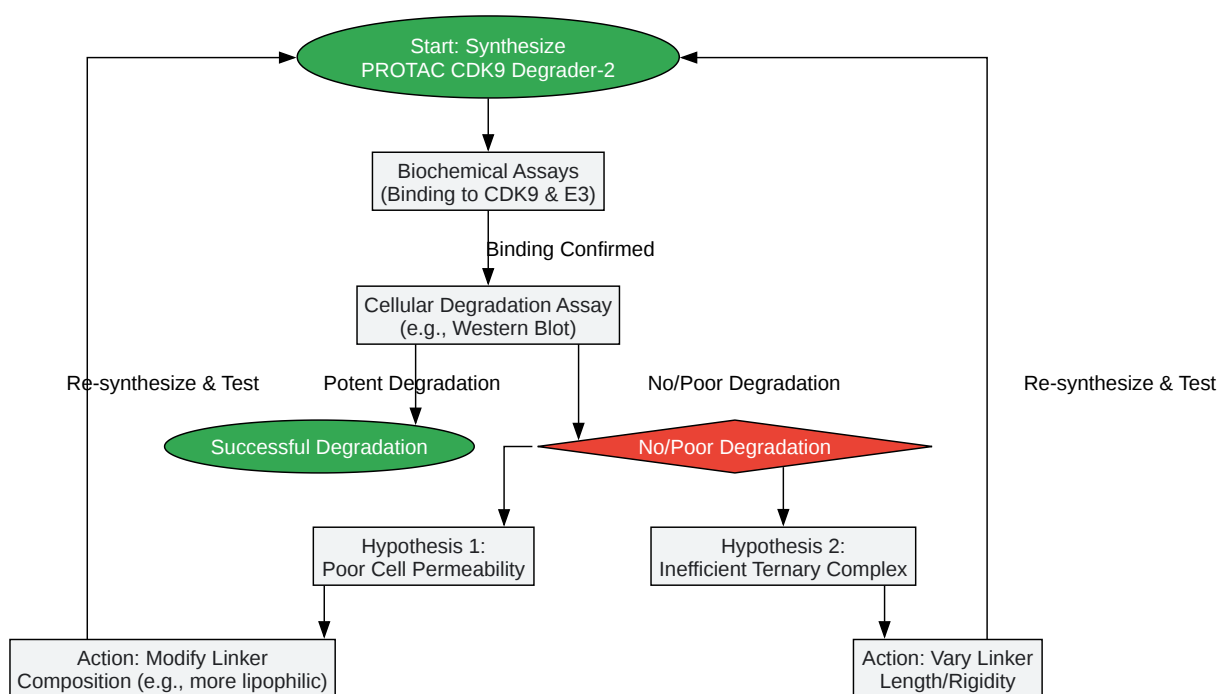 Start: Synthesize
PROTAC CDK9 Degrader-2
Biochemical Assays
(Binding to CDK9 & E3)
Binding Confirmed
Cellular Degradation Assay
(e.g., Western Blot)
Re-synthesize & Test
Potent Degradation
No/Poor Degradation
Re-synthesize & Test
Successful Degradation
No/Poor Degradation
Hypothesis 1:
Poor Cell Permeability
Hypothesis 2:
Inefficient Ternary Complex
Action: Modify Linker
Composition (e.g., more lipophilic)
Action: Vary Linker
Length/Rigidity